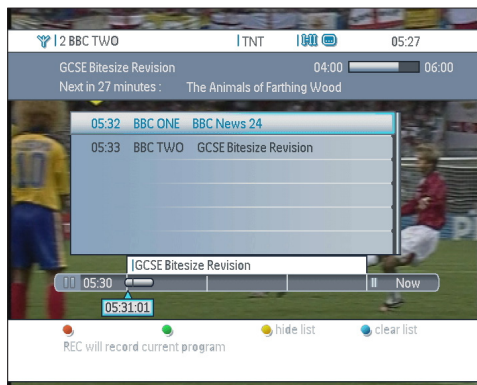 2 BBC TWO TNT 05:27
GCSE Bitesize Revision 04:00 06:00
Next in 27 minutes : The Animals of Farthing Wood
05:32 BBC ONE BBC News 24
05:33 BBC TWO GCSE Bitesize Revision
GCSE Bitesize Revision
05:30 Now
05:31:01
hide list clear list
REC will record current program